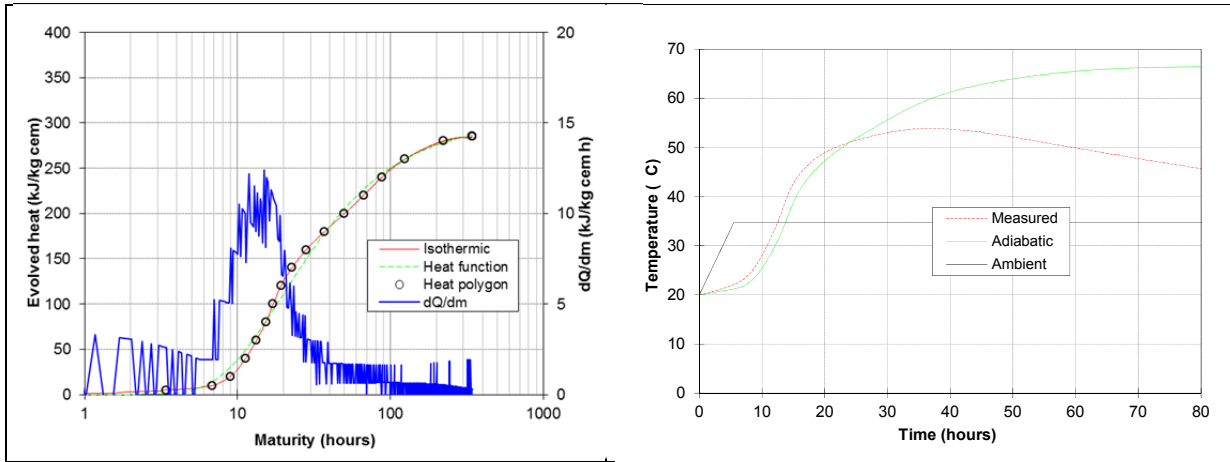 400
350
300
250
200
150
100
50
0
Evolved heat (kJ/kg cem)
20
15
10
5
0
dQ/dm (kJ/kg cem h)
Isothermic
Heat function
Heat polygon
dQ/dm
1 10 100 1000
Maturity (hours)
70
60
50
40
30
20
10
0
Temperature ( C)
Measured
Adiabatic
Ambient
0 10 20 30 40 50 60 70 80
Time (hours)